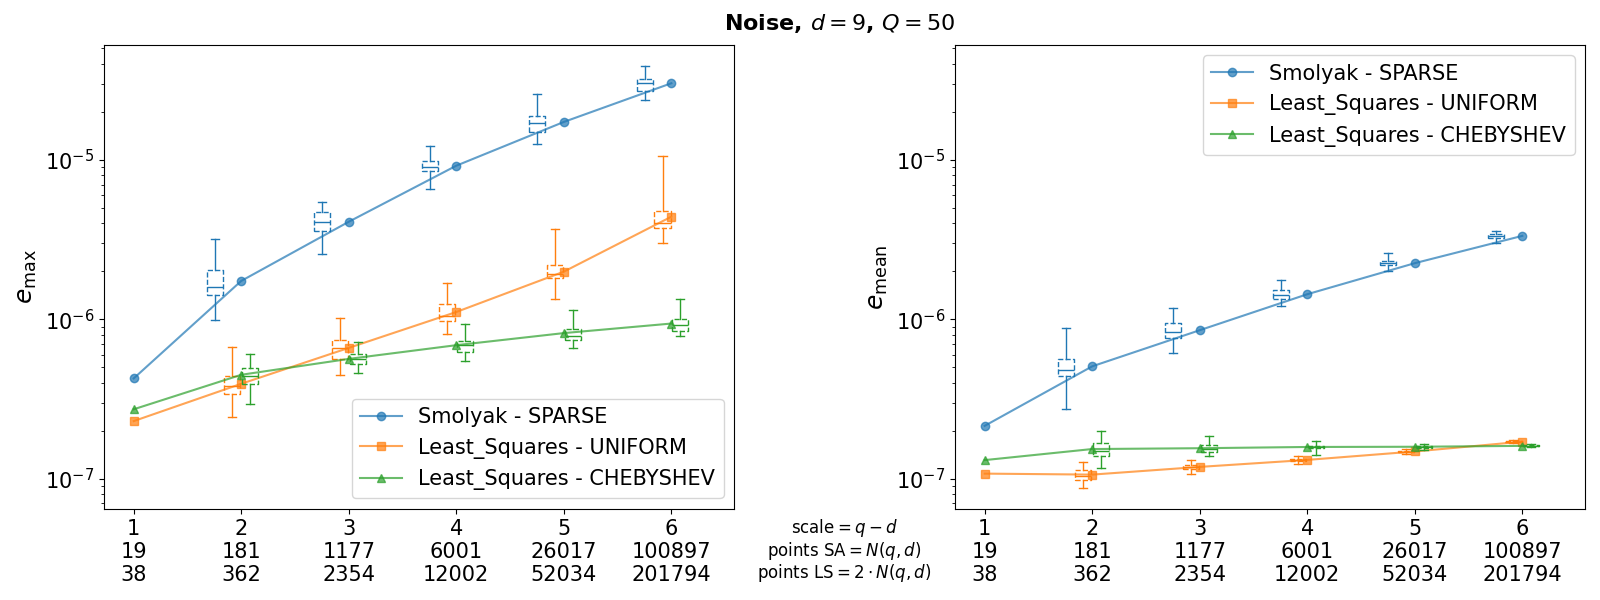 Noise, d = 9, Q = 50
e_max
10^{-5}
10^{-6}
10^{-7}
Smolyak - SPARSE
Least_Squares - UNIFORM
Least_Squares - CHEBYSHEV
1 2 3 4 5 6
19 181 1177 6001 26017 100897
38 362 2354 12002 52034 201794
scale = q − d
points SA = N(q, d)
points LS = 2 · N(q, d)
e_mean
10^{-5}
10^{-6}
10^{-7}
Smolyak - SPARSE
Least_Squares - UNIFORM
Least_Squares - CHEBYSHEV
1 2 3 4 5 6
19 181 1177 6001 26017 100897
38 362 2354 12002 52034 201794